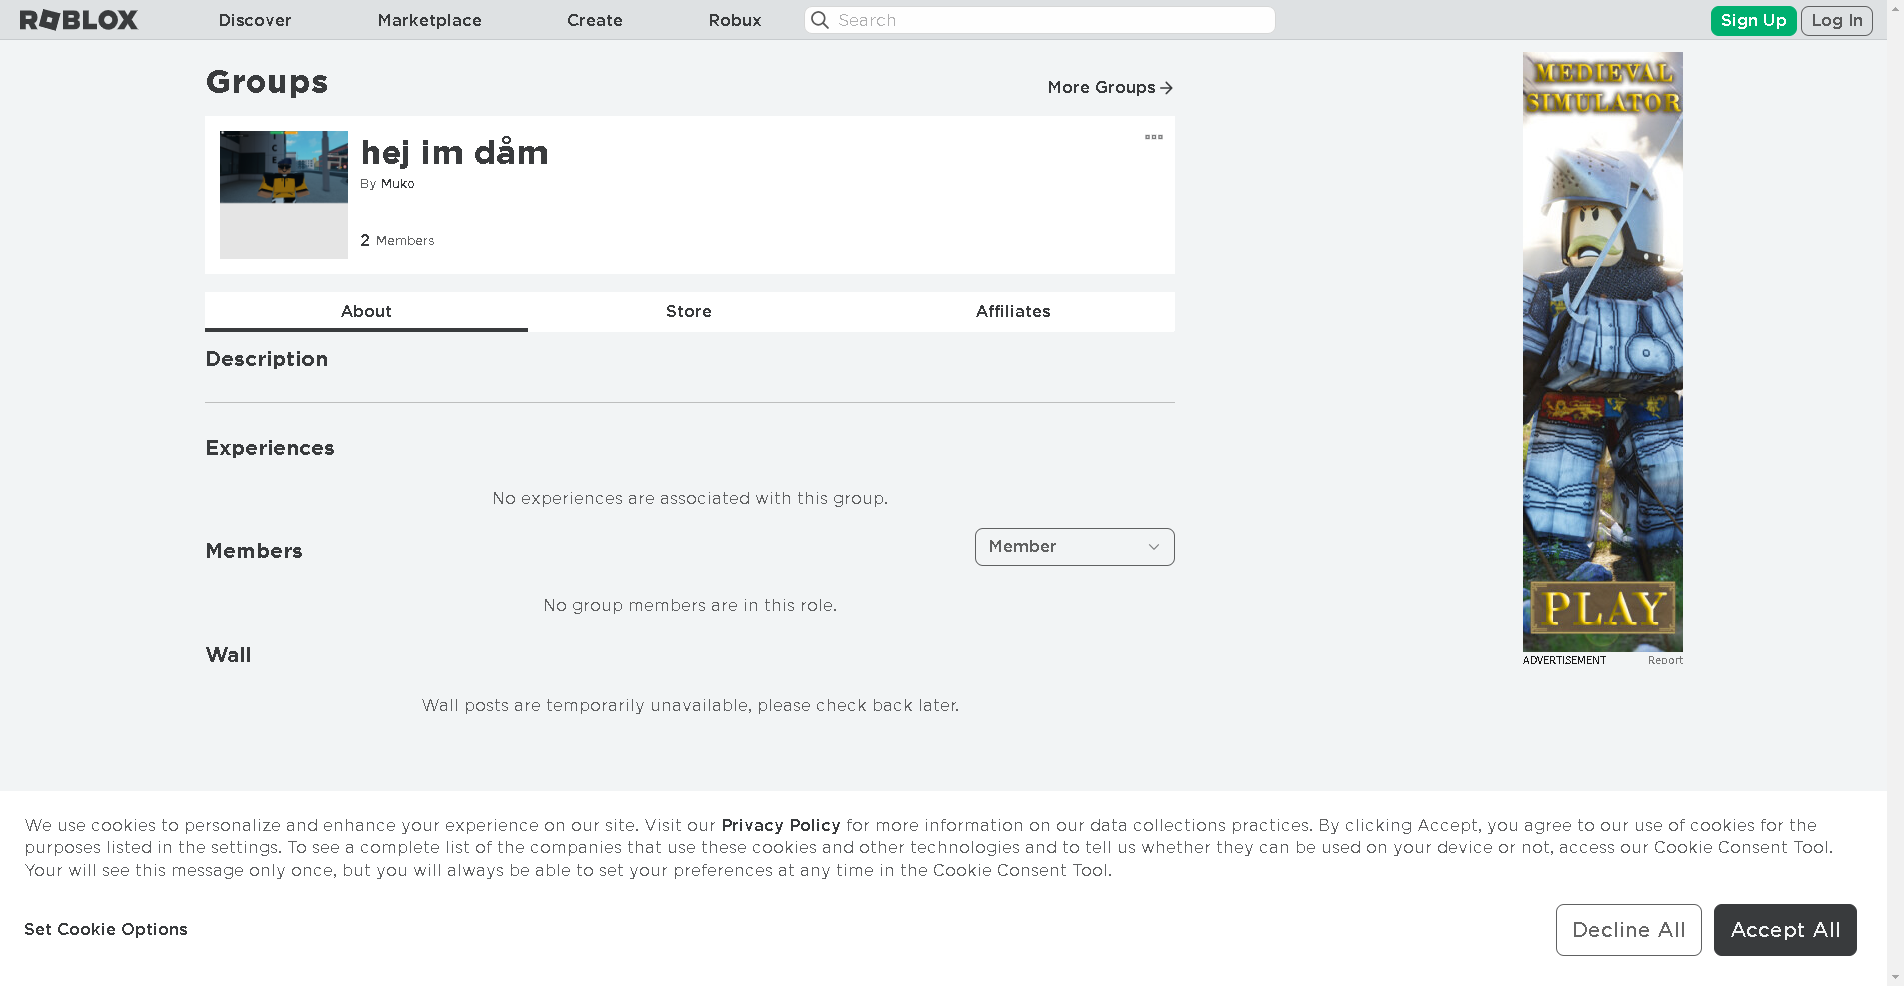 ROBLOX Discover Marketplace Create Robux Search Sign Up Log In
Groups
More Groups
hej im dåm
By Muko
2 Members
About Store Affiliates
Description
Experiences
No experiences are associated with this group.
Members
Member
No group members are in this role.
Wall
Wall posts are temporarily unavailable, please check back later.
MEDIEVAL
SIMULATOR
PLAY
ADVERTISEMENT Report
We use cookies to personalize and enhance your experience on our site. Visit our Privacy Policy for more information on our data collections practices. By clicking Accept, you agree to our use of cookies for the
purposes listed in the settings. To see a complete list of the companies that use these cookies and other technologies and to tell us whether they can be used on your device or not, access our Cookie Consent Tool.
Your will see this message only once, but you will always be able to set your preferences at any time in the Cookie Consent Tool.
Set Cookie Options
Decline All Accept All